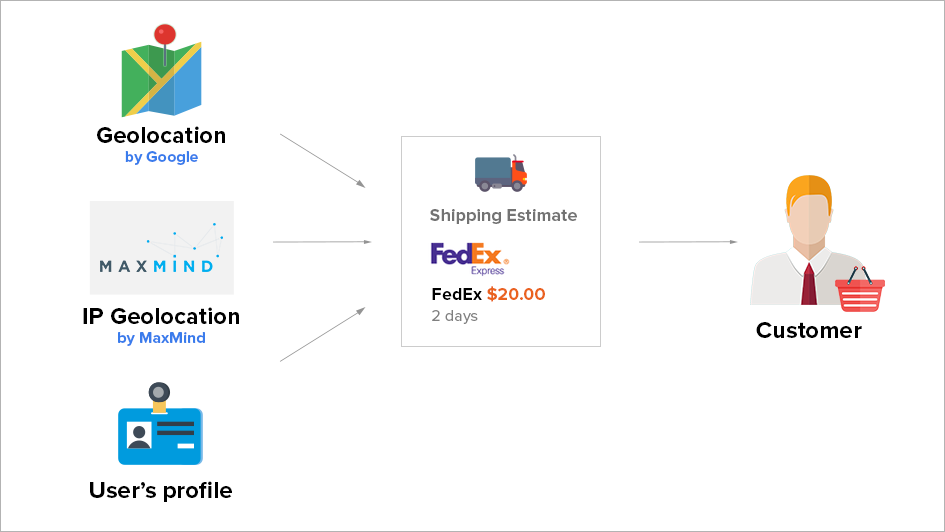 Geolocation
by Google
MAXMIND
IP Geolocation
by MaxMind
User’s profile
Shipping Estimate
FedEx®
Express
FedEx $20.00
2 days
Customer